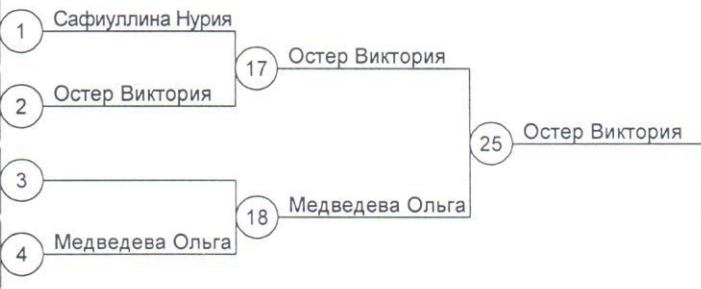 1 Сафиуллина Нурия
17 Остер Виктория
2 Остер Виктория
25 Остер Виктория
3
18 Медведева Ольга
4 Медведева Ольга